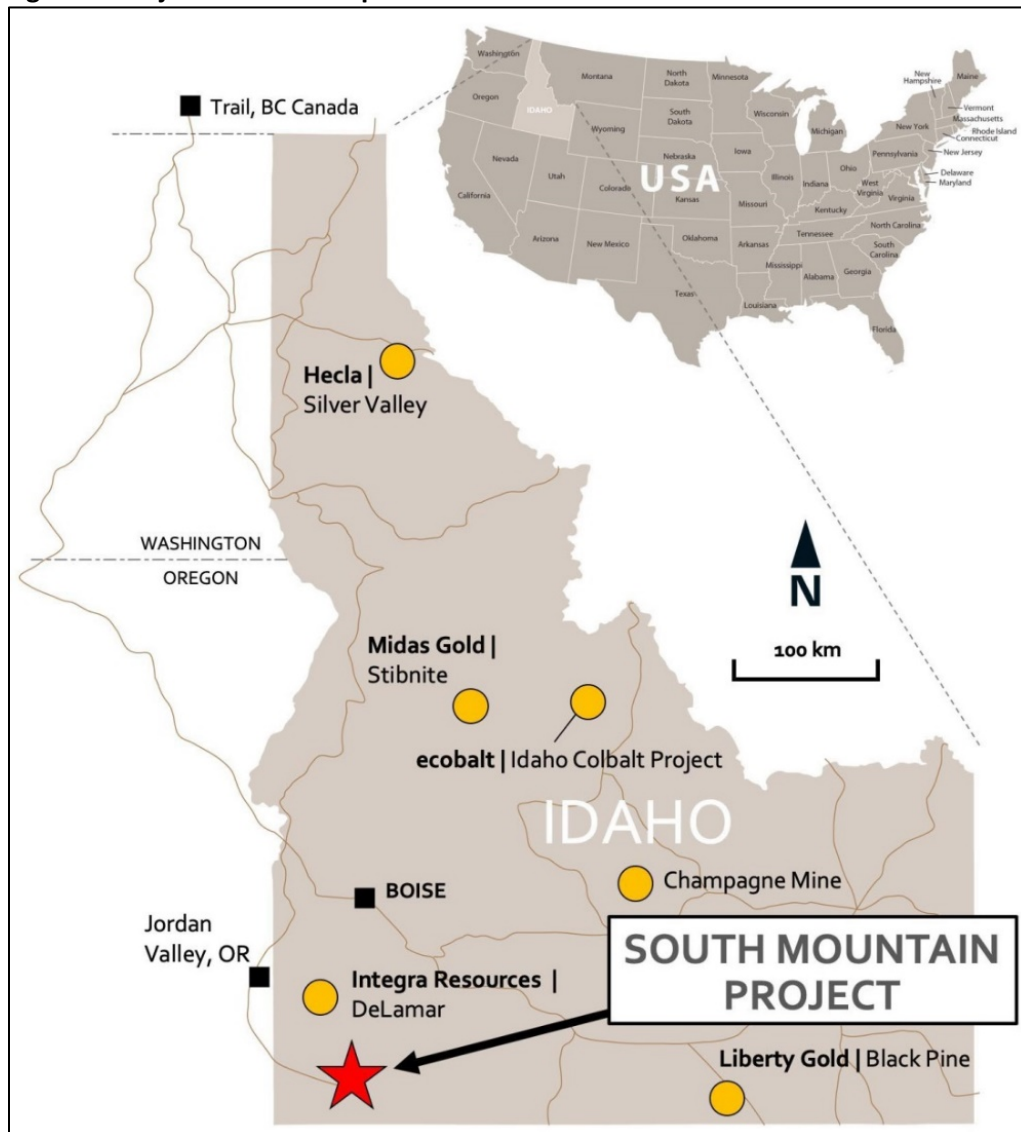 Trail, BC Canada
Washington
Oregon
California
Nevada
IDAHO
Montana
Wyoming
Utah
Colorado
Arizona
New Mexico
North
Dakota
South
Dakota
Nebraska
Kansas
Oklahoma
Texas
Minnesota
Iowa
Missouri
Arkansas
Louisiana
Wisconsin
Illinois
Michigan
Indiana
Ohio
Kentucky
Tennessee
Mississippi
Alabama
Georgia
Florida
South
Carolina
North Carolina
Virginia
West
Virginia
Pennsylvania
New York
New
Hampshire
Maine
Vermont
Massachusetts
Rhode Island
Connecticut
New Jersey
Delaware
Maryland
USA
Hecla |
Silver Valley
WASHINGTON
OREGON
N
100 km
Midas Gold |
Stibnite
ecobalt | Idaho Colbalt Project
IDAHO
Champagne Mine
BOISE
Jordan
Valley, OR
Integra Resources |
DeLamar
SOUTH MOUNTAIN
PROJECT
Liberty Gold | Black Pine